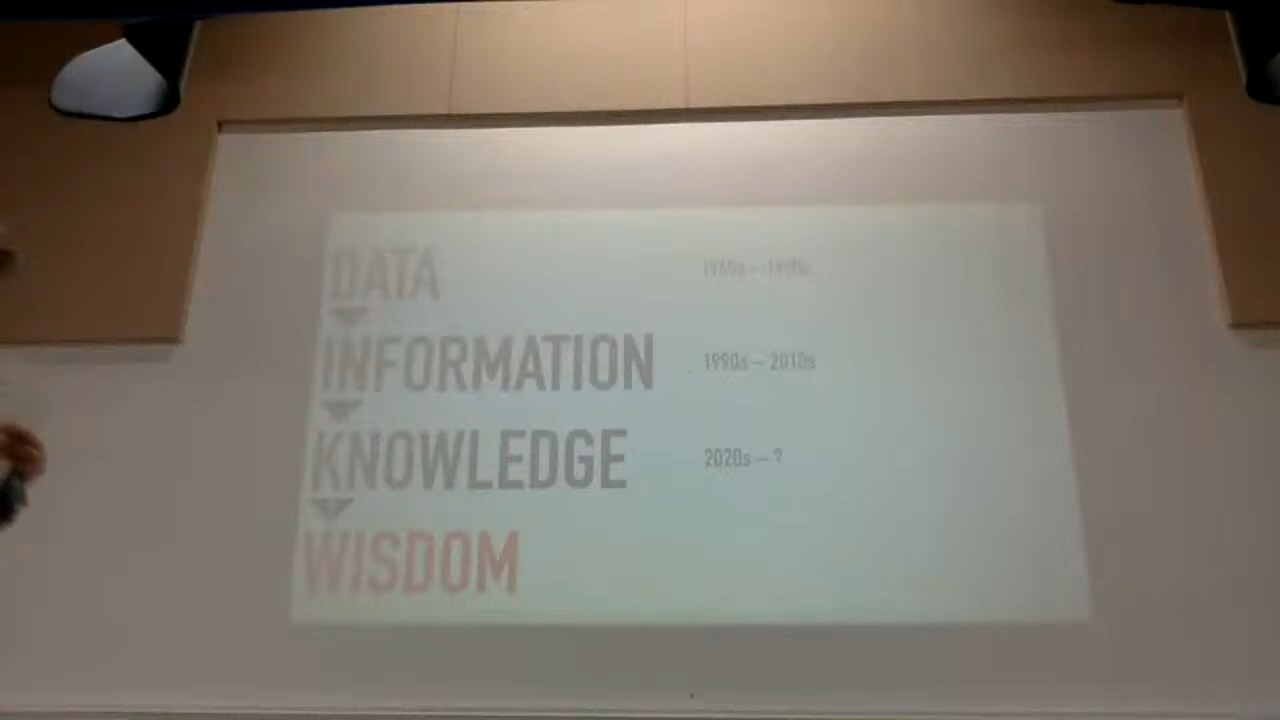 DATA
INFORMATION 1990s – 2010s
KNOWLEDGE 2020s – ?
WISDOM